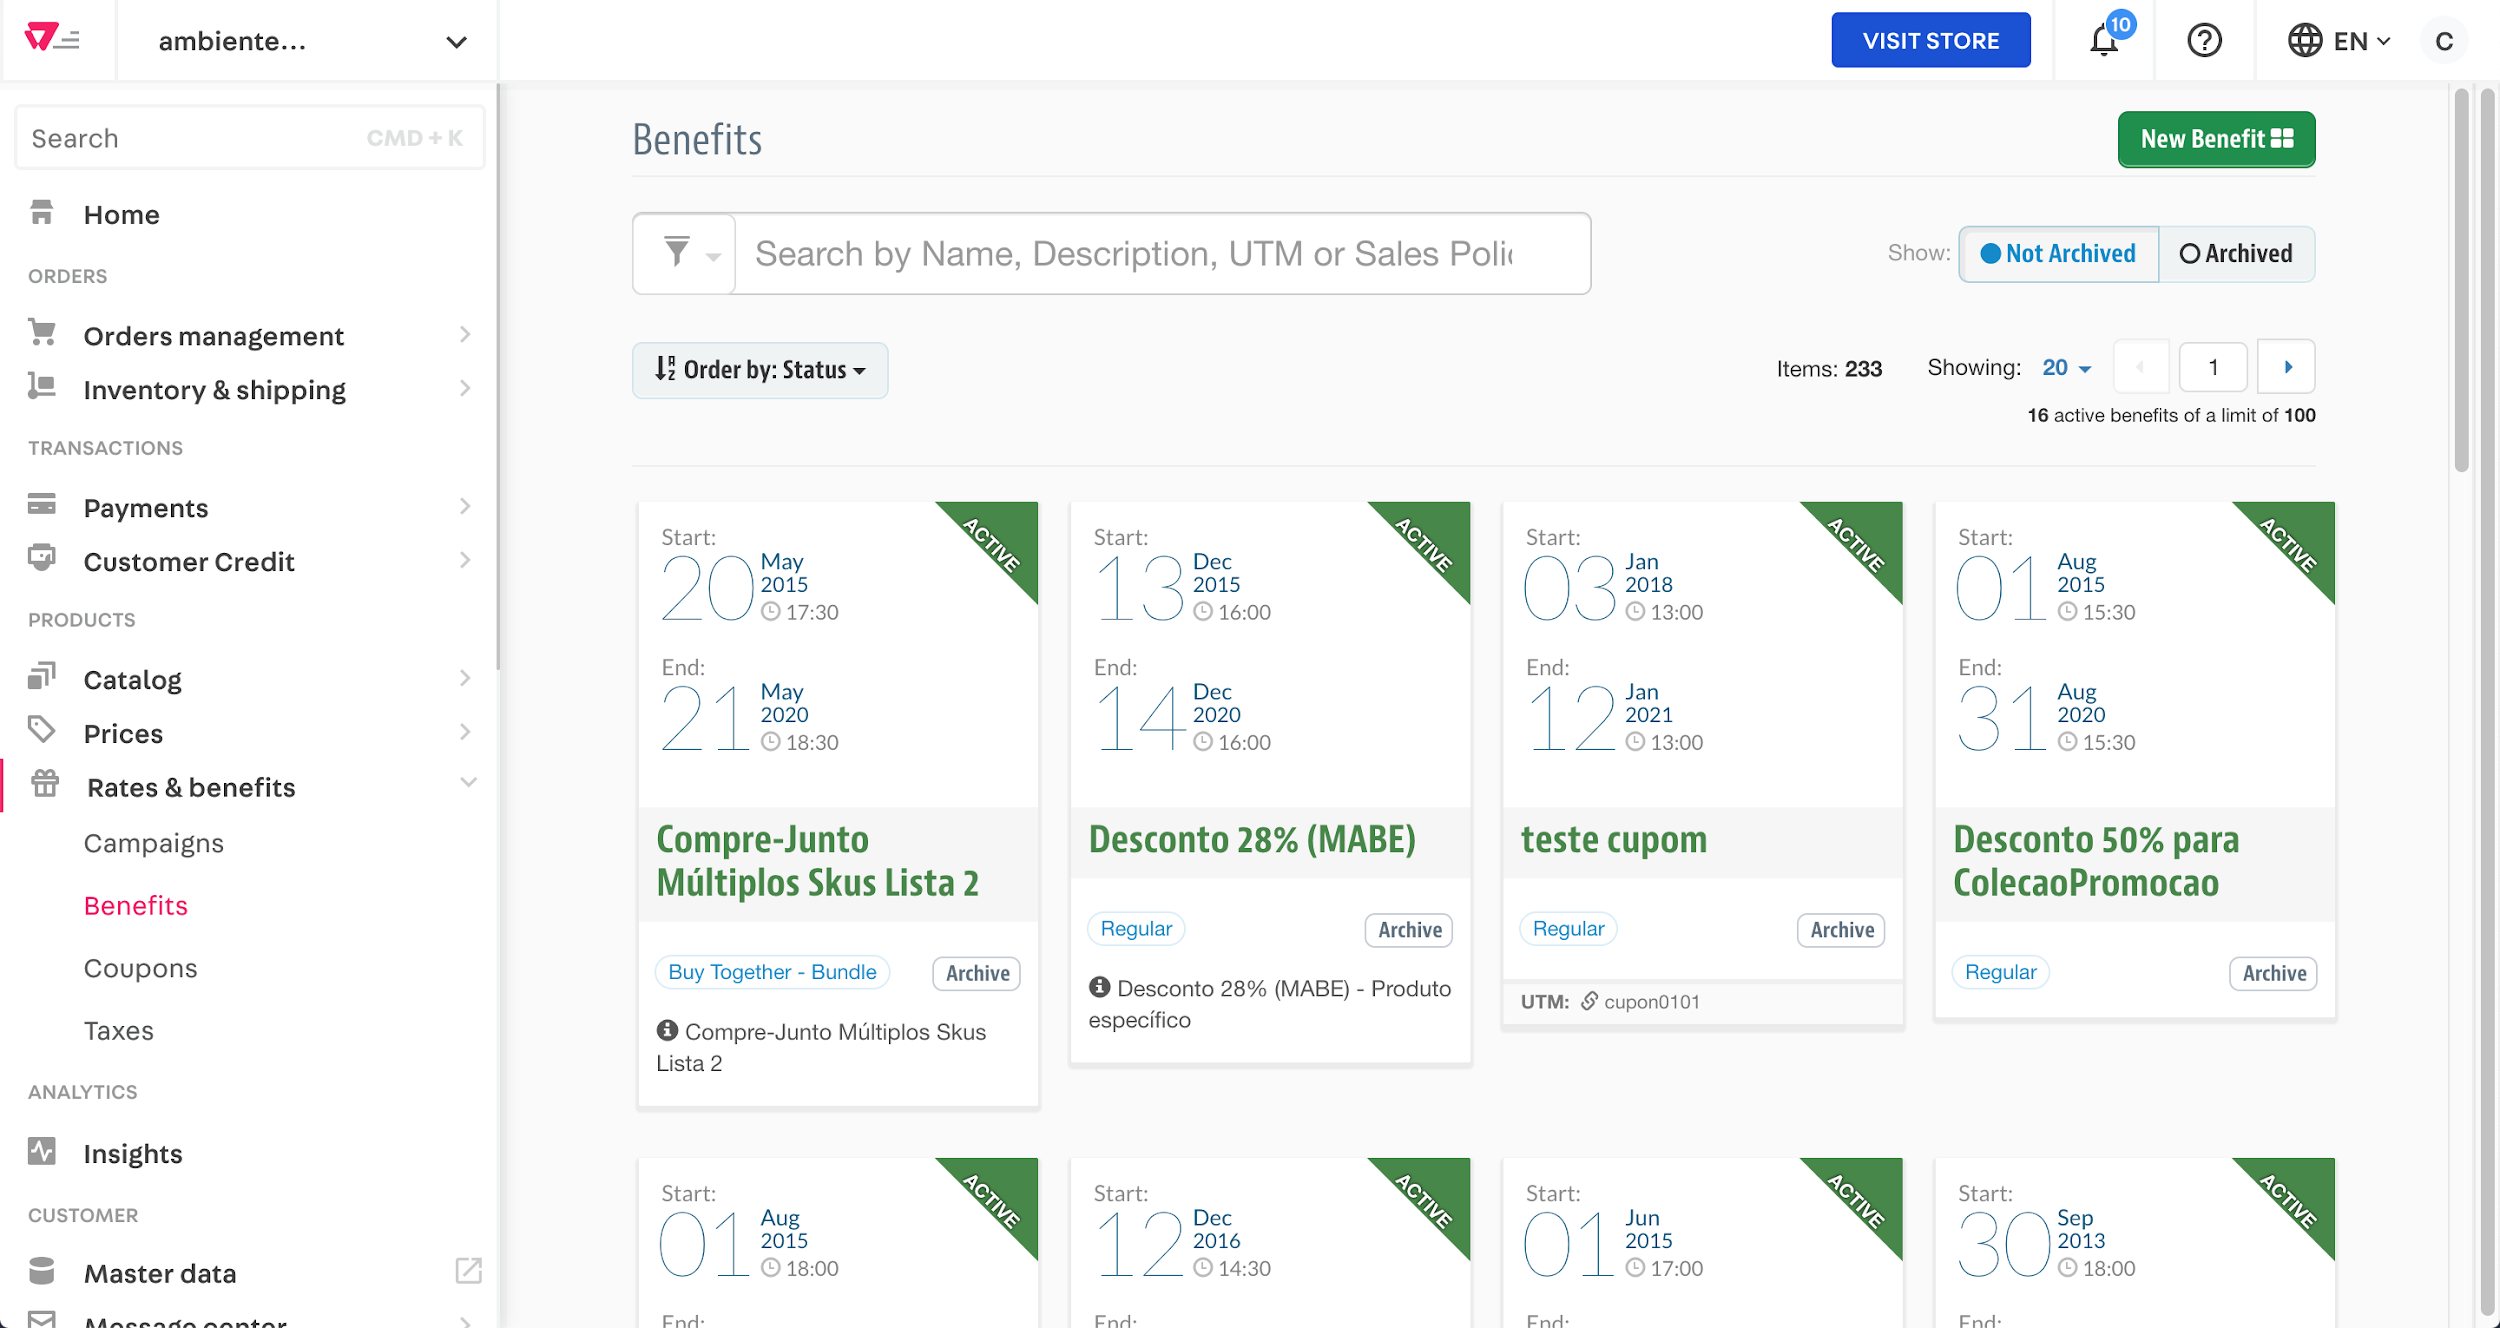 ambiente...
VISIT STORE
10
EN
C
Search CMD + K
Home
ORDERS
Orders management
Inventory & shipping
TRANSACTIONS
Payments
Customer Credit
PRODUCTS
Catalog
Prices
Rates & benefits
Campaigns
Benefits
Coupons
Taxes
ANALYTICS
Insights
CUSTOMER
Master data
Message center
Benefits
New Benefit
Search by Name, Description, UTM or Sales Polic
Show: Not Archived Archived
Order by: Status
Items: 233 Showing: 20 1
16 active benefits of a limit of 100
ACTIVE
Start:
20 May 2015 17:30
End:
21 May 2020 18:30
Compre-Junto
Múltiplos Skus Lista 2
Buy Together - Bundle Archive
Compre-Junto Múltiplos Skus
Lista 2
ACTIVE
Start:
13 Dec 2015 16:00
End:
14 Dec 2020 16:00
Desconto 28% (MABE)
Regular Archive
Desconto 28% (MABE) - Produto
específico
ACTIVE
Start:
03 Jan 2018 13:00
End:
12 Jan 2021 13:00
teste cupom
Regular Archive
UTM: cupon0101
ACTIVE
Start:
01 Aug 2015 15:30
End:
31 Aug 2020 15:30
Desconto 50% para
ColecaoPromocao
Regular Archive
ACTIVE
Start:
01 Aug 2015 18:00
End:
ACTIVE
Start:
12 Dec 2016 14:30
End:
ACTIVE
Start:
01 Jun 2015 17:00
End:
ACTIVE
Start:
30 Sep 2013 18:00
End: